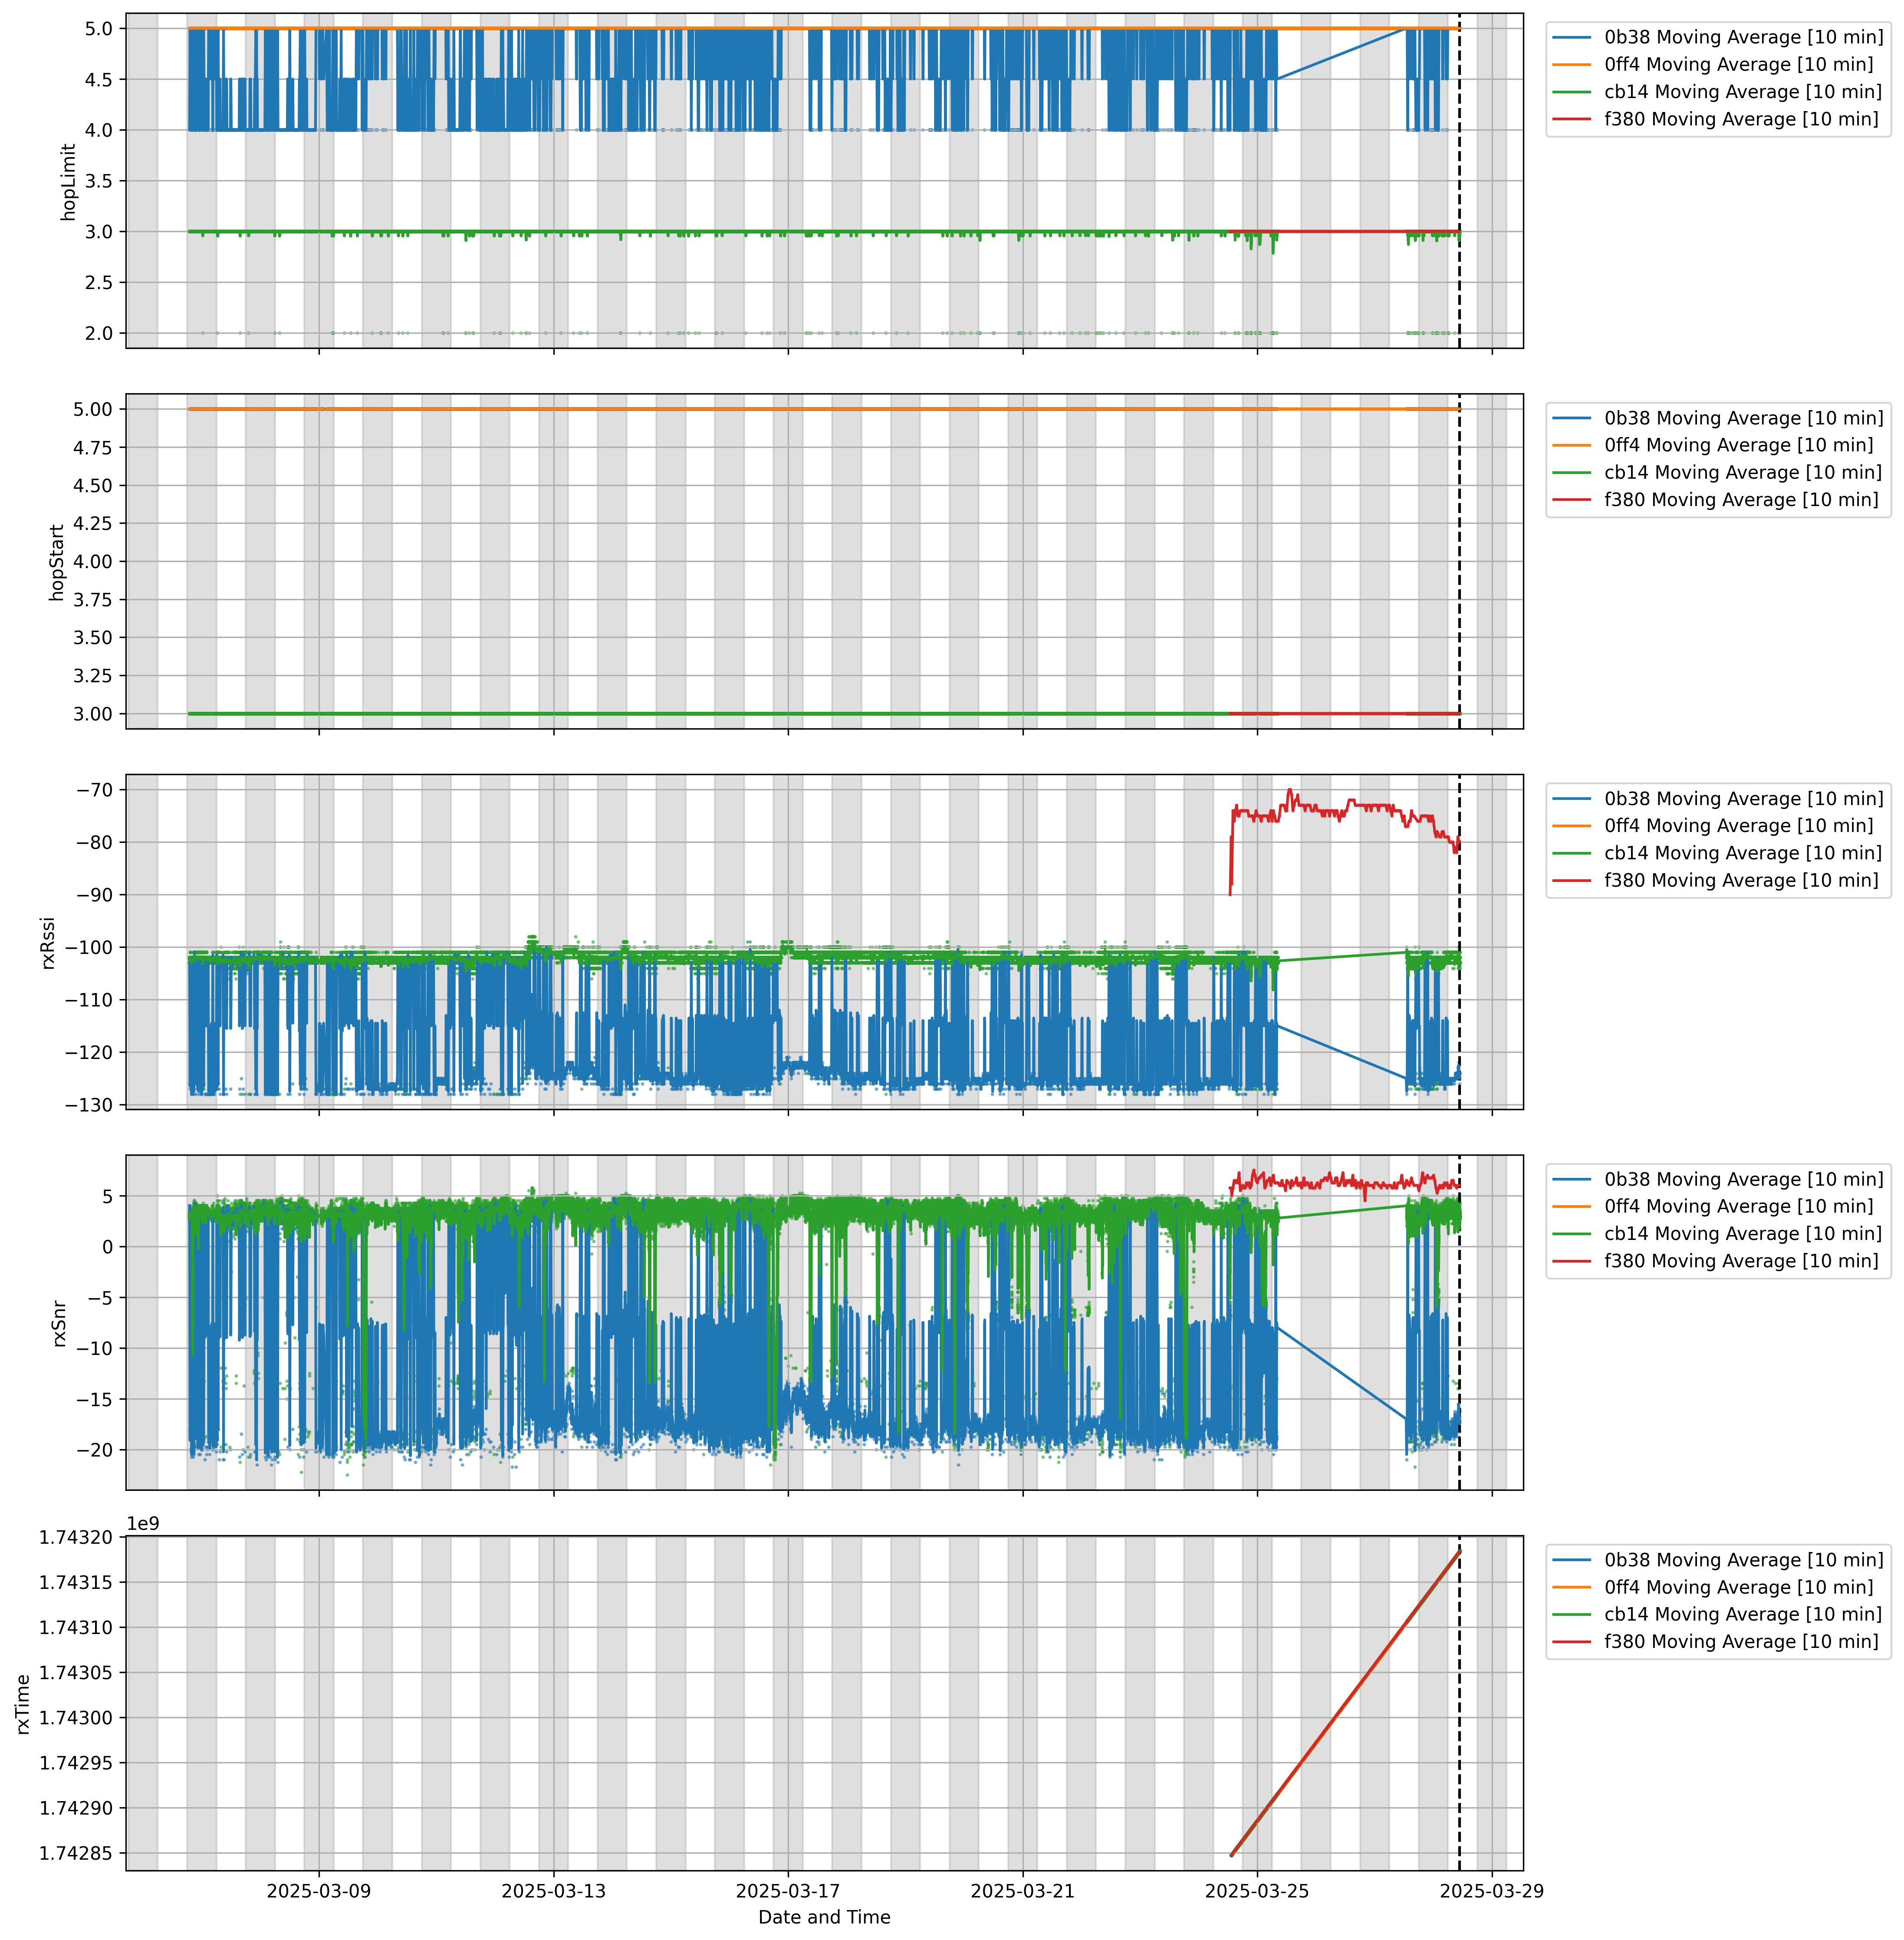 5.0
4.5
4.0
3.5
3.0
2.5
2.0
hopLimit
0b38 Moving Average [10 min]
0ff4 Moving Average [10 min]
cb14 Moving Average [10 min]
f380 Moving Average [10 min]
5.00
4.75
4.50
4.25
4.00
3.75
3.50
3.25
3.00
hopStart
0b38 Moving Average [10 min]
0ff4 Moving Average [10 min]
cb14 Moving Average [10 min]
f380 Moving Average [10 min]
−70
−80
−90
−100
−110
−120
−130
rxRssi
0b38 Moving Average [10 min]
0ff4 Moving Average [10 min]
cb14 Moving Average [10 min]
f380 Moving Average [10 min]
5
0
−5
−10
−15
−20
rxSnr
0b38 Moving Average [10 min]
0ff4 Moving Average [10 min]
cb14 Moving Average [10 min]
f380 Moving Average [10 min]
1e9
1.74320
1.74315
1.74310
1.74305
1.74300
1.74295
1.74290
1.74285
rxTime
0b38 Moving Average [10 min]
0ff4 Moving Average [10 min]
cb14 Moving Average [10 min]
f380 Moving Average [10 min]
2025-03-09 2025-03-13 2025-03-17 2025-03-21 2025-03-25 2025-03-29
Date and Time